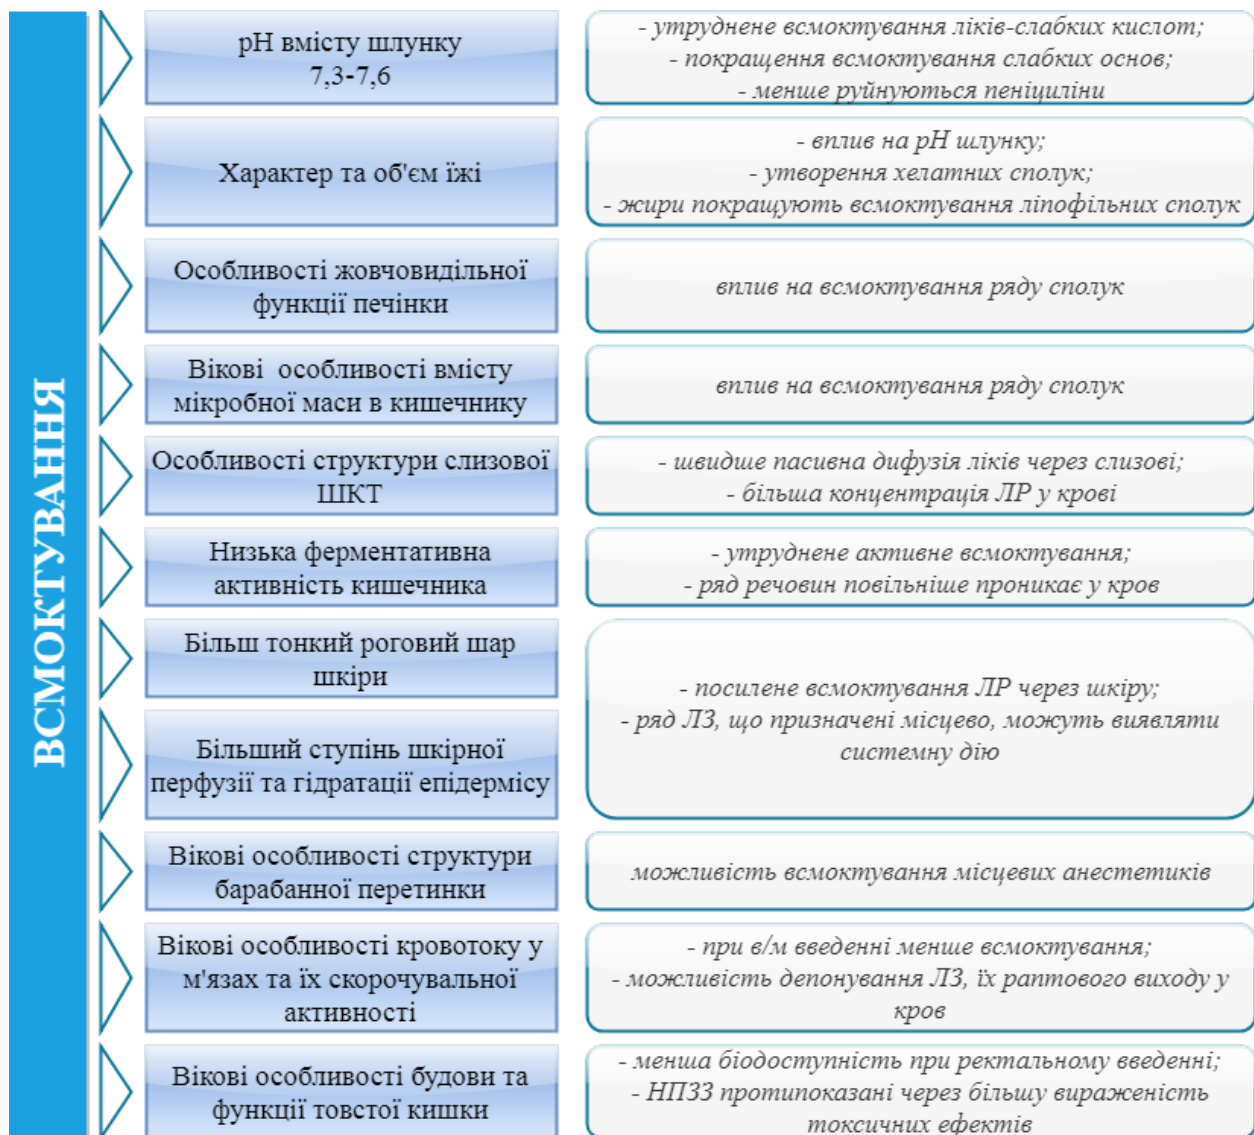 ВСМОКТУВАННЯ
рН вмісту шлунку
7,3-7,6
- утруднене всмоктування ліків-слабких кислот;
- покращення всмоктування слабких основ;
- менше руйнуються пеніциліни
Характер та об'єм їжі
- вплив на рН шлунку;
- утворення хелатних сполук;
- жири покращують всмоктування ліпофільних сполук
Особливості жовчовидільної
функції печінки
вплив на всмоктування ряду сполук
Вікові особливості вмісту
мікробної маси в кишечнику
вплив на всмоктування ряду сполук
Особливості структури слизової
ШКТ
- швидше пасивна дифузія ліків через слизові;
- більша концентрація ЛР у крові
Низька ферментативна
активність кишечника
- утруднене активне всмоктування;
- ряд речовин повільніше проникає у кров
Більш тонкий роговий шар
шкіри
Більший ступінь шкірної
перфузії та гідратації епідермісу
- посилене всмоктування ЛР через шкіру;
- ряд ЛЗ, що призначені місцево, можуть виявляти
системну дію
Вікові особливості структури
барабанної перетинки
можливість всмоктування місцевих анестетиків
Вікові особливості кровотоку у
м'язах та їх скорочувальної
активності
- при в/м введенні менше всмоктування;
- можливість депонування ЛЗ, їх раптового виходу у
кров
Вікові особливості будови та
функції товстої кишки
- менша біодоступність при ректальному введенні;
- НПЗЗ протипоказані через більшу вираженість
токсичних ефектів